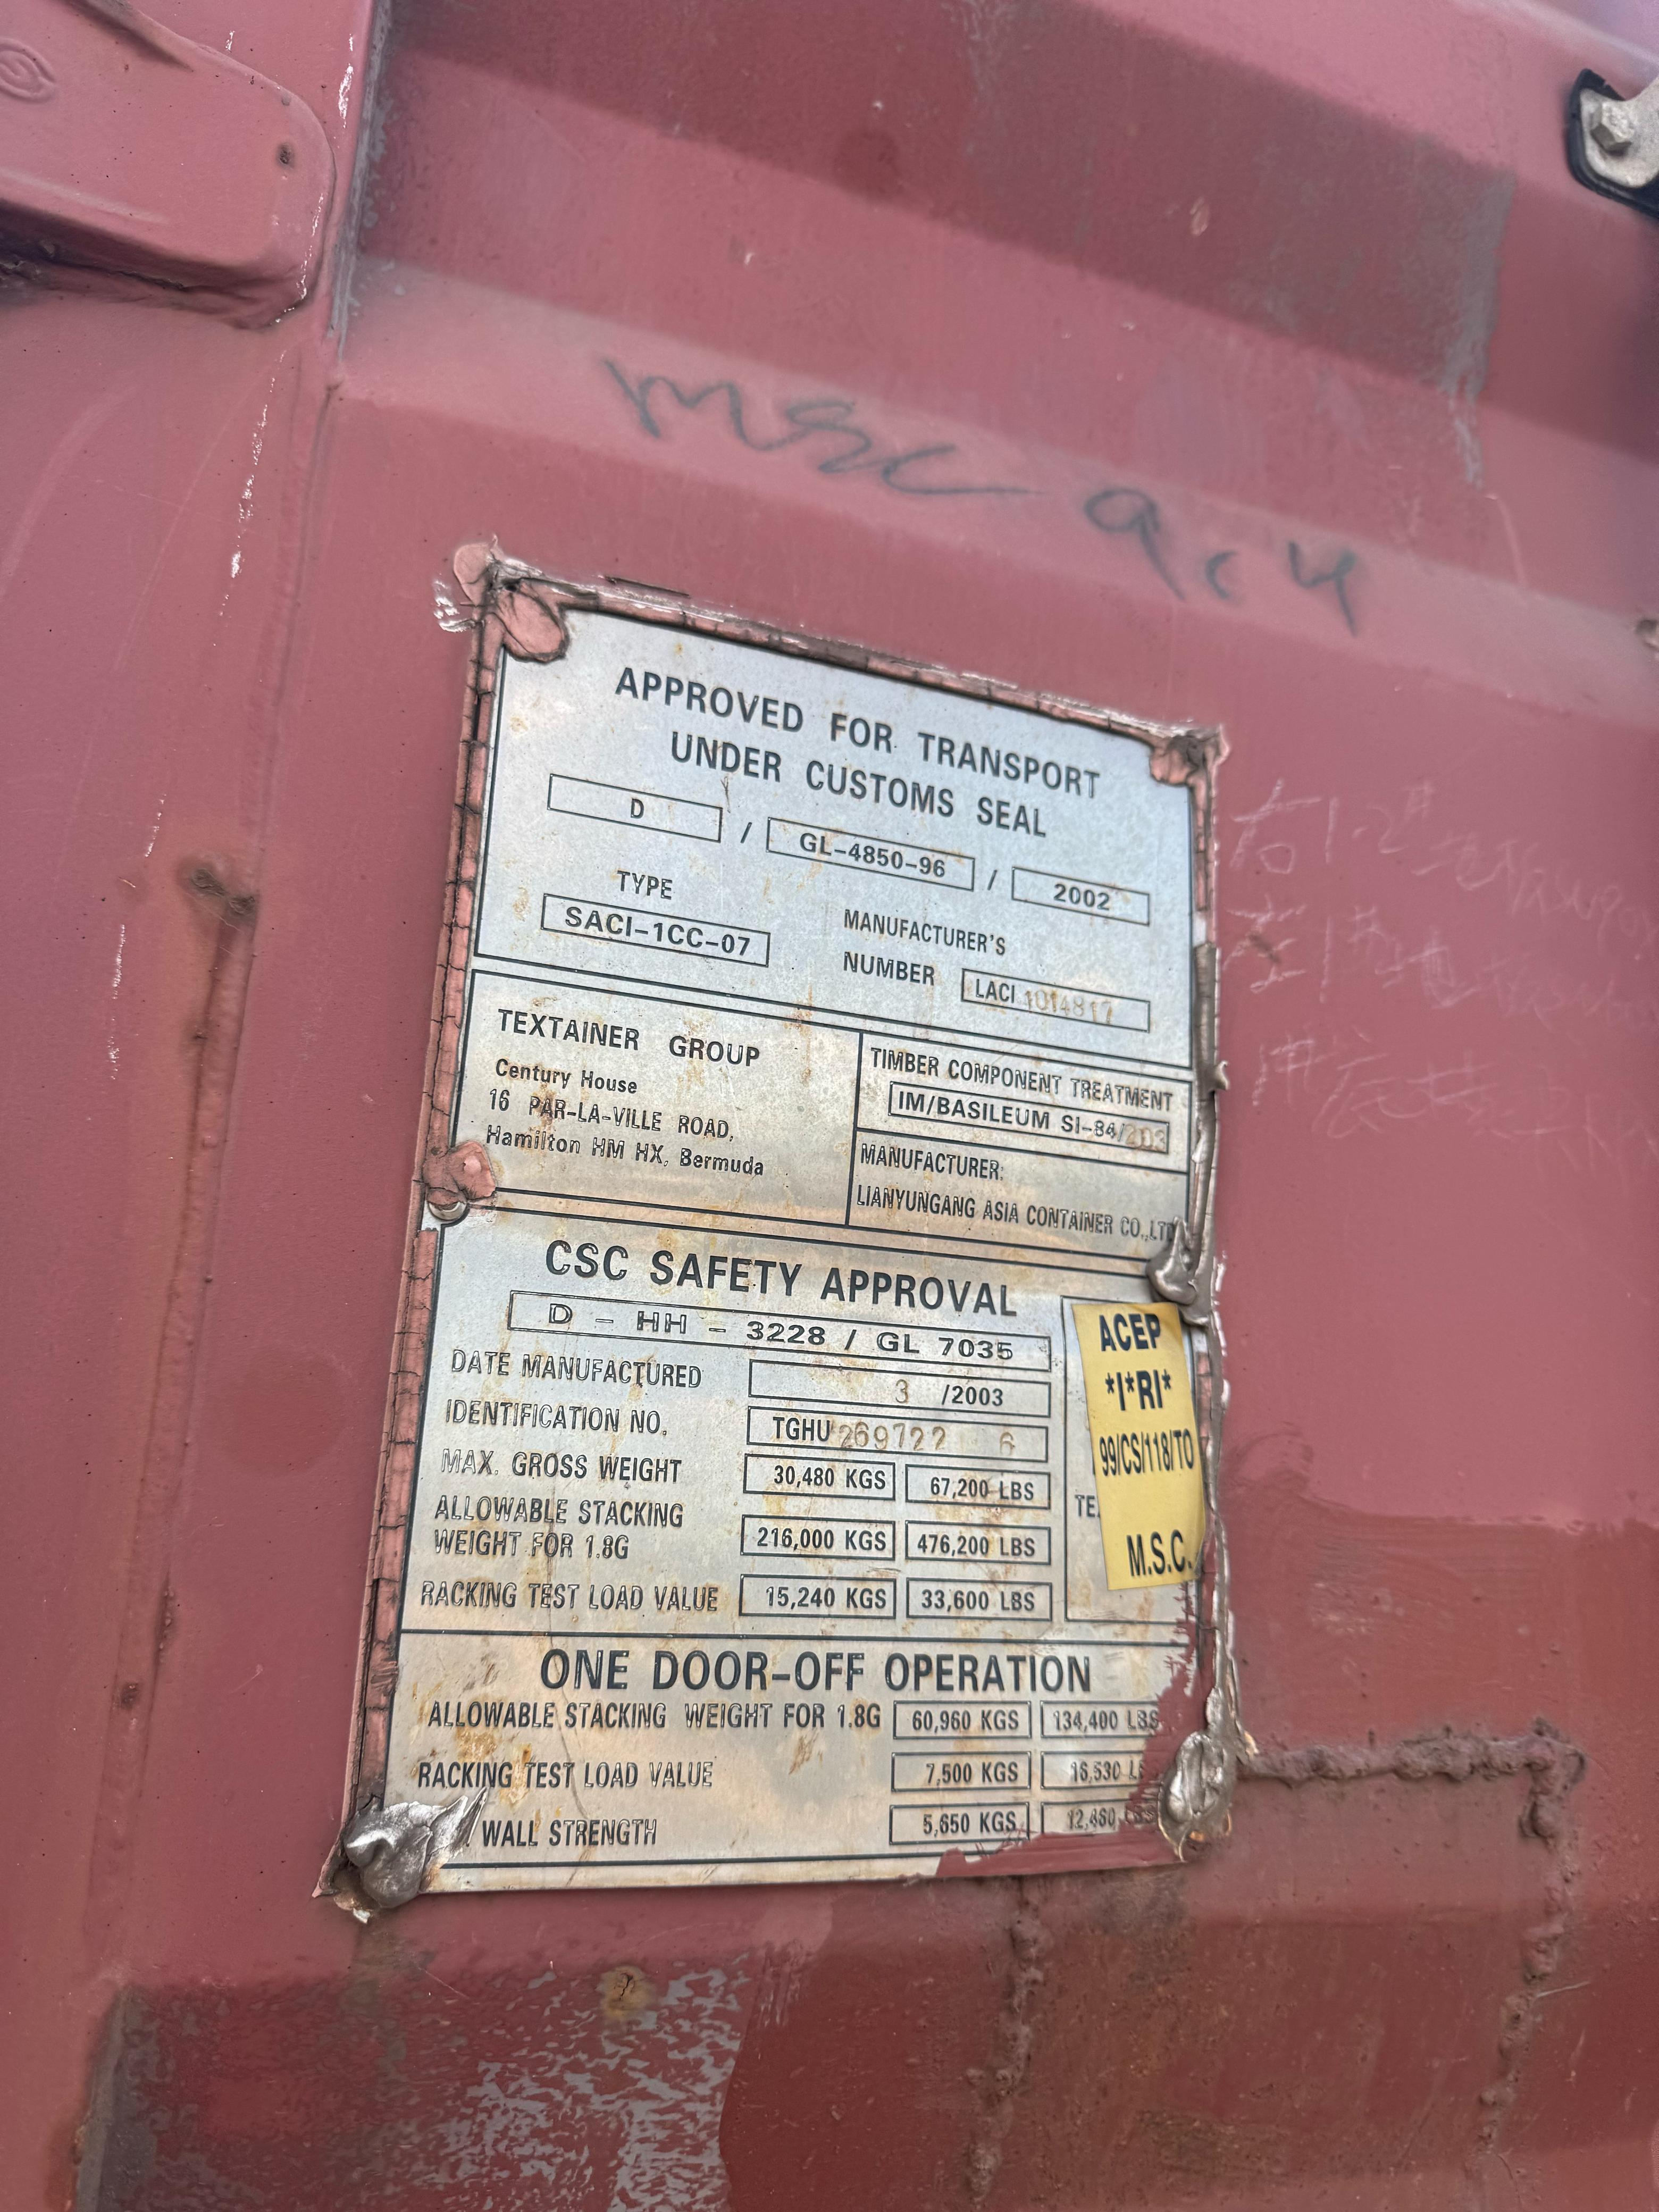 msc
APPROVED FOR TRANSPORT
UNDER CUSTOMS SEAL
D / GL-4850-96 / 2002
TYPE
SACI-1CC-07
MANUFACTURER'S
NUMBER LACI 1014817
TEXTAINER GROUP
Century House
16 PAR-LA-VILLE ROAD,
Hamilton HM HX, Bermuda
TIMBER COMPONENT TREATMENT
IM/BASILEUM SI-84/203
MANUFACTURER:
LIANYUNGANG ASIA CONTAINER CO.,LTD
CSC SAFETY APPROVAL
D - HH - 3228 / GL 7035
DATE MANUFACTURED 3 /2003
IDENTIFICATION NO. TGHU 269722 6
MAX. GROSS WEIGHT 30,480 KGS 67,200 LBS
ALLOWABLE STACKING
WEIGHT FOR 1.8G 216,000 KGS 476,200 LBS
RACKING TEST LOAD VALUE 15,240 KGS 33,600 LBS
ACEP
*I*RI*
99/CS/118/TO
TE
M.S.C.
ONE DOOR-OFF OPERATION
ALLOWABLE STACKING WEIGHT FOR 1.8G 60,960 KGS 134,400 LBS
RACKING TEST LOAD VALUE 7,500 KGS 16,530 LB
WALL STRENGTH 5,650 KGS 12,460 LBS